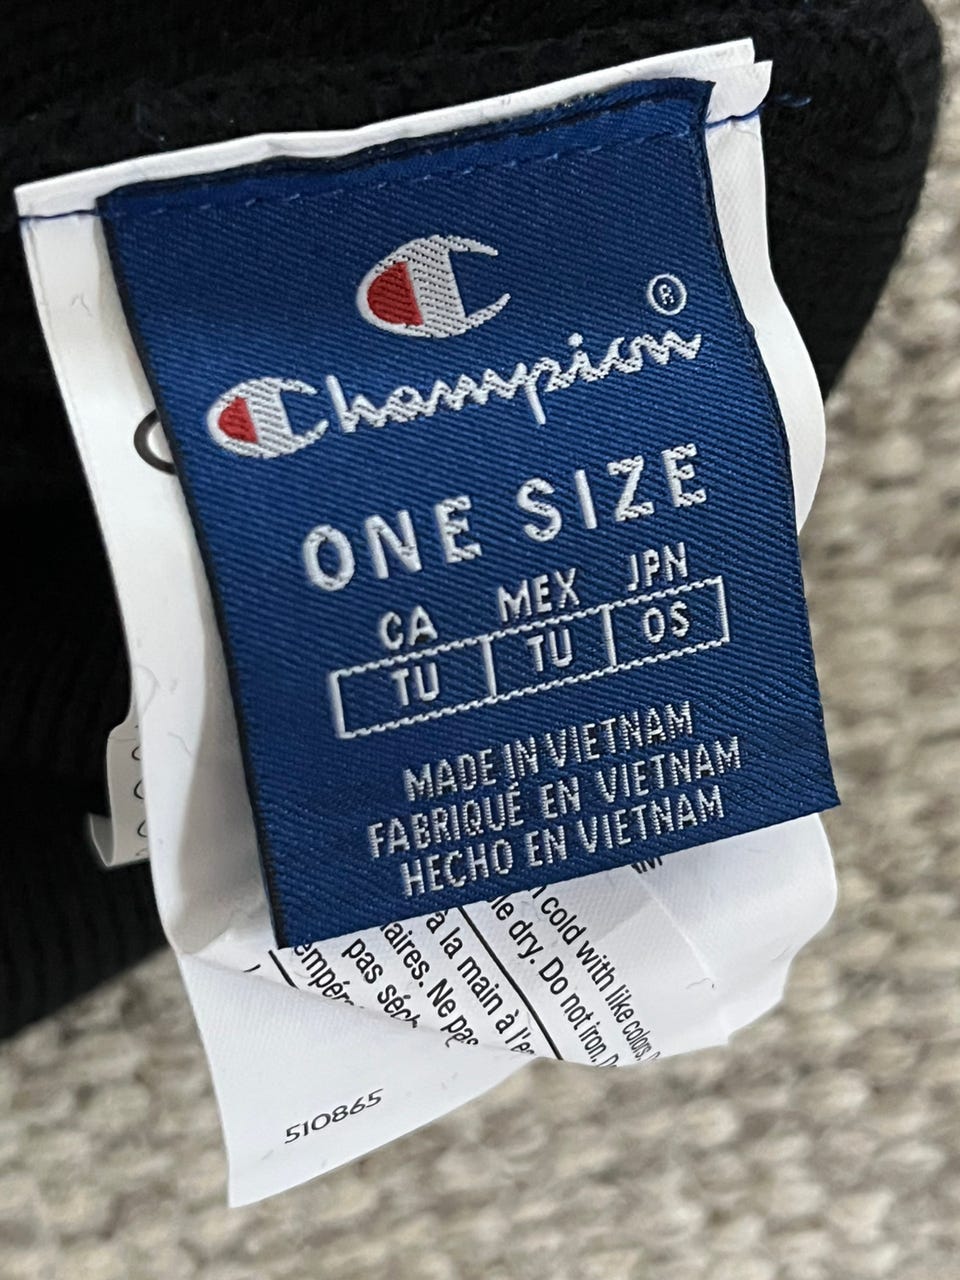 Champion®
ONE SIZE
CA MEX JPN
TU TU OS
MADE IN VIETNAM
FABRIQUÉ EN VIETNAM
HECHO EN VIETNAM
cold with like colors,
dry. Do not iron.
à la main à
aires. Ne pas
pas
510865